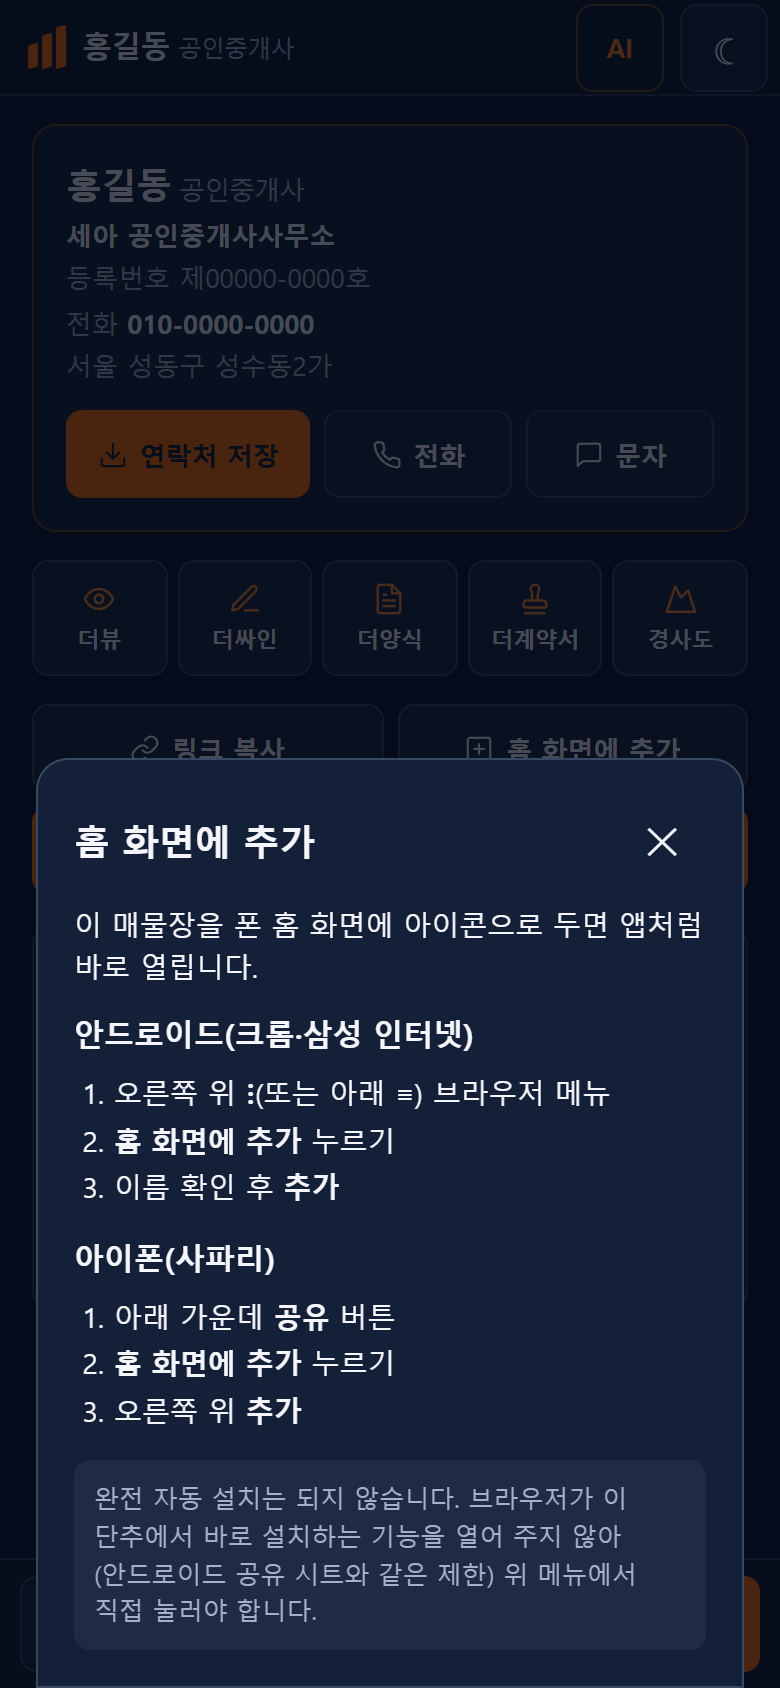 홍길동 공인중개사
AI
홍길동 공인중개사
세아 공인중개사사무소
등록번호 제00000-0000호
전화 010-0000-0000
서울 성동구 성수동2가
연락처 저장
전화
문자
더뷰
더싸인
더양식
더계약서
경사도
링크 복사
홈 화면에 추가
홈 화면에 추가
이 매물장을 폰 홈 화면에 아이콘으로 두면 앱처럼
바로 열립니다.
안드로이드(크롬·삼성 인터넷)
1. 오른쪽 위 ⋮(또는 아래 ≡) 브라우저 메뉴
2. 홈 화면에 추가 누르기
3. 이름 확인 후 추가
아이폰(사파리)
1. 아래 가운데 공유 버튼
2. 홈 화면에 추가 누르기
3. 오른쪽 위 추가
완전 자동 설치는 되지 않습니다. 브라우저가 이
단추에서 바로 설치하는 기능을 열어 주지 않아
(안드로이드 공유 시트와 같은 제한) 위 메뉴에서
직접 눌러야 합니다.